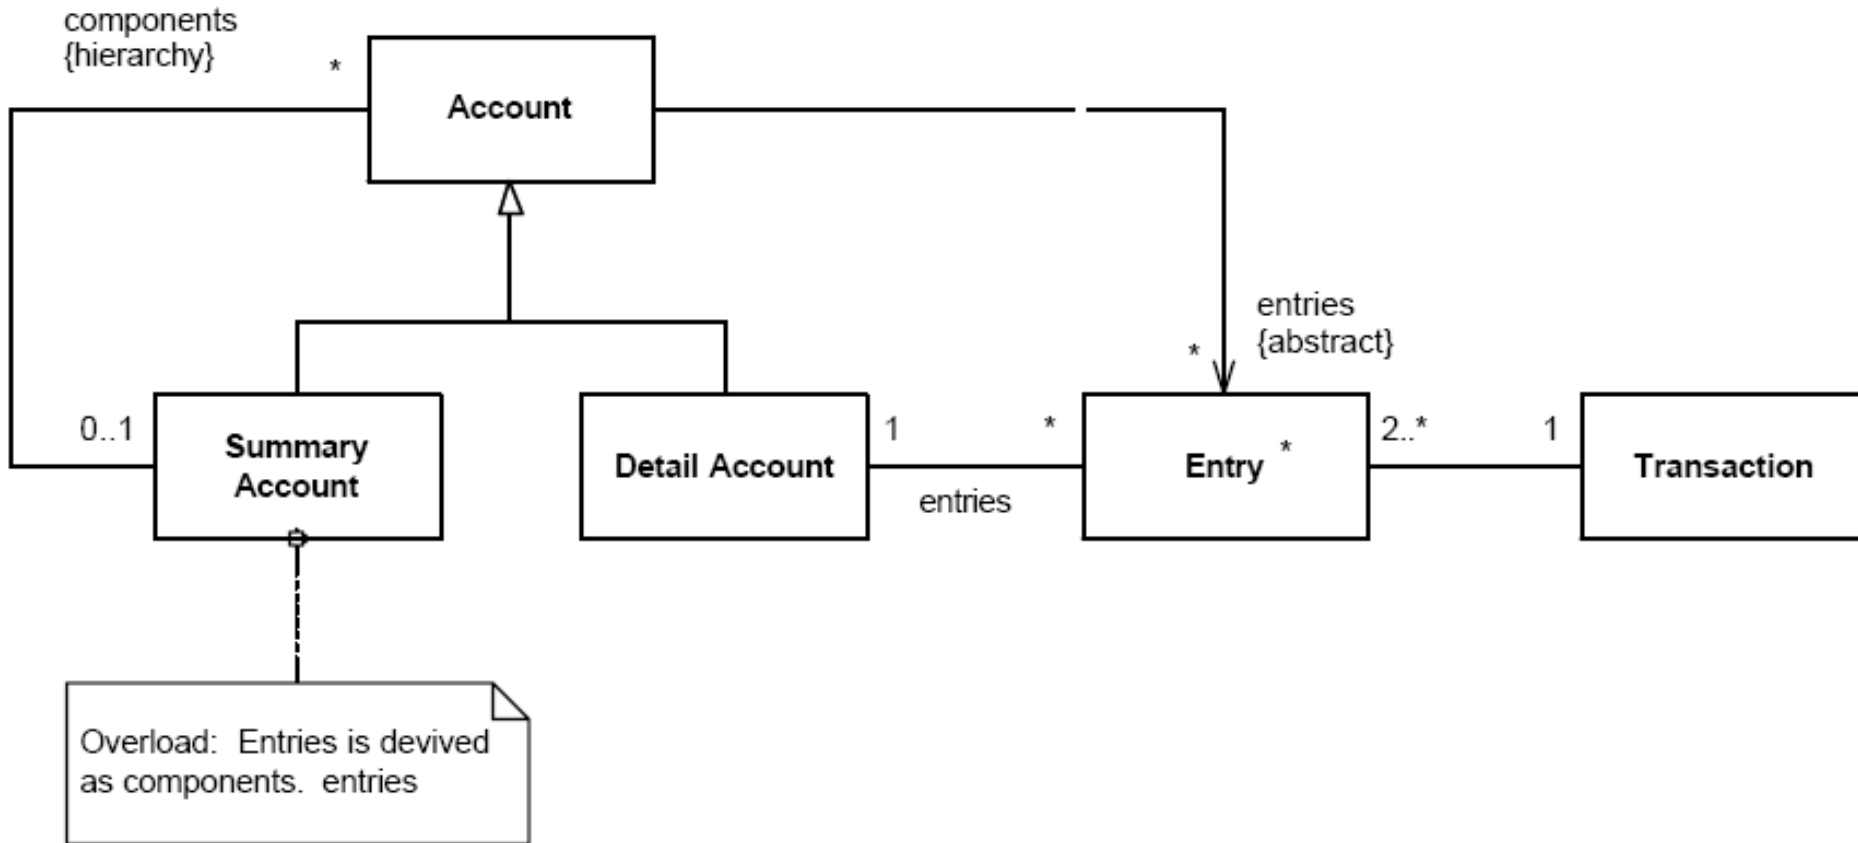 components
{hierarchy}
*
Account
entries
{abstract}
*
0..1
Summary
Account
Detail Account
1
*
entries
Entry *
2..*
1
Transaction
Overload: Entries is devived
as components. entries